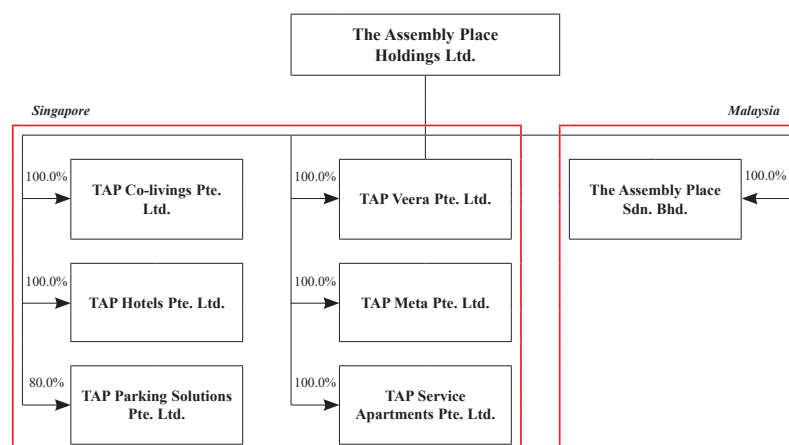 The Assembly Place
Holdings Ltd.
Singapore
Malaysia
100.0%
TAP Co-livings Pte.
Ltd.
100.0%
TAP Veera Pte. Ltd.
The Assembly Place
Sdn. Bhd.
100.0%
100.0%
TAP Hotels Pte. Ltd.
100.0%
TAP Meta Pte. Ltd.
80.0%
TAP Parking Solutions
Pte. Ltd.
100.0%
TAP Service
Apartments Pte. Ltd.